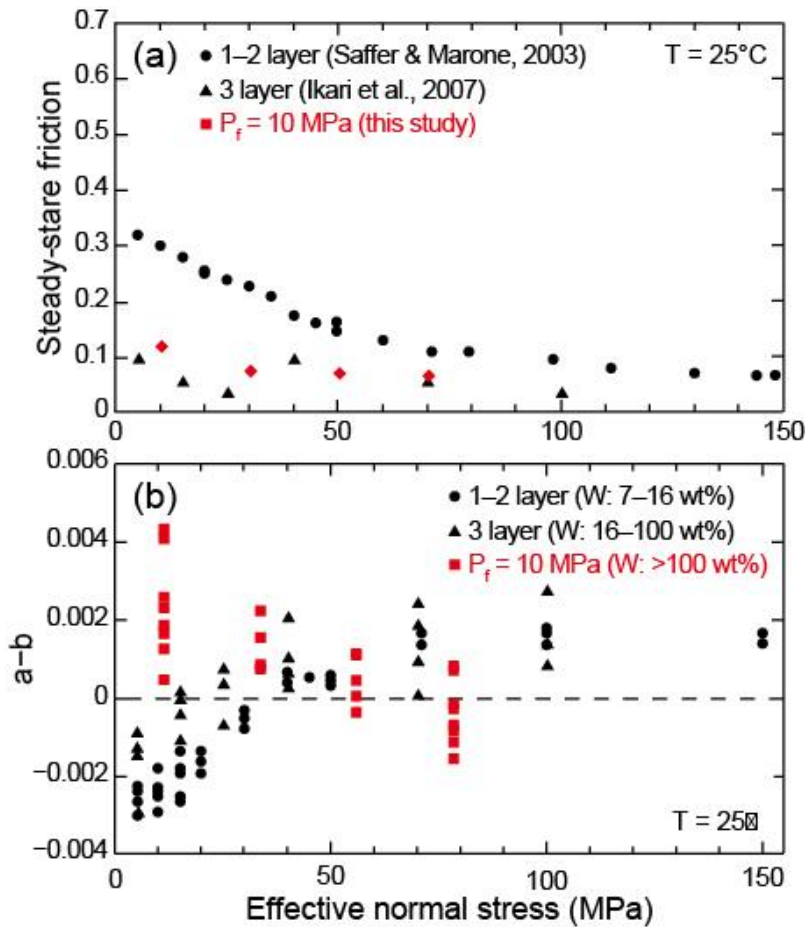 (a)
1–2 layer (Saffer & Marone, 2003)
T = 25°C
3 layer (Ikari et al., 2007)
P_f = 10 MPa (this study)
Steady-stare friction
0.7
0.6
0.5
0.4
0.3
0.2
0.1
0
0 50 100 150
(b)
1–2 layer (W: 7–16 wt%)
3 layer (W: 16–100 wt%)
P_f = 10 MPa (W: >100 wt%)
a−b
0.006
0.004
0.002
0
−0.002
−0.004
T = 25
0 50 100 150
Effective normal stress (MPa)